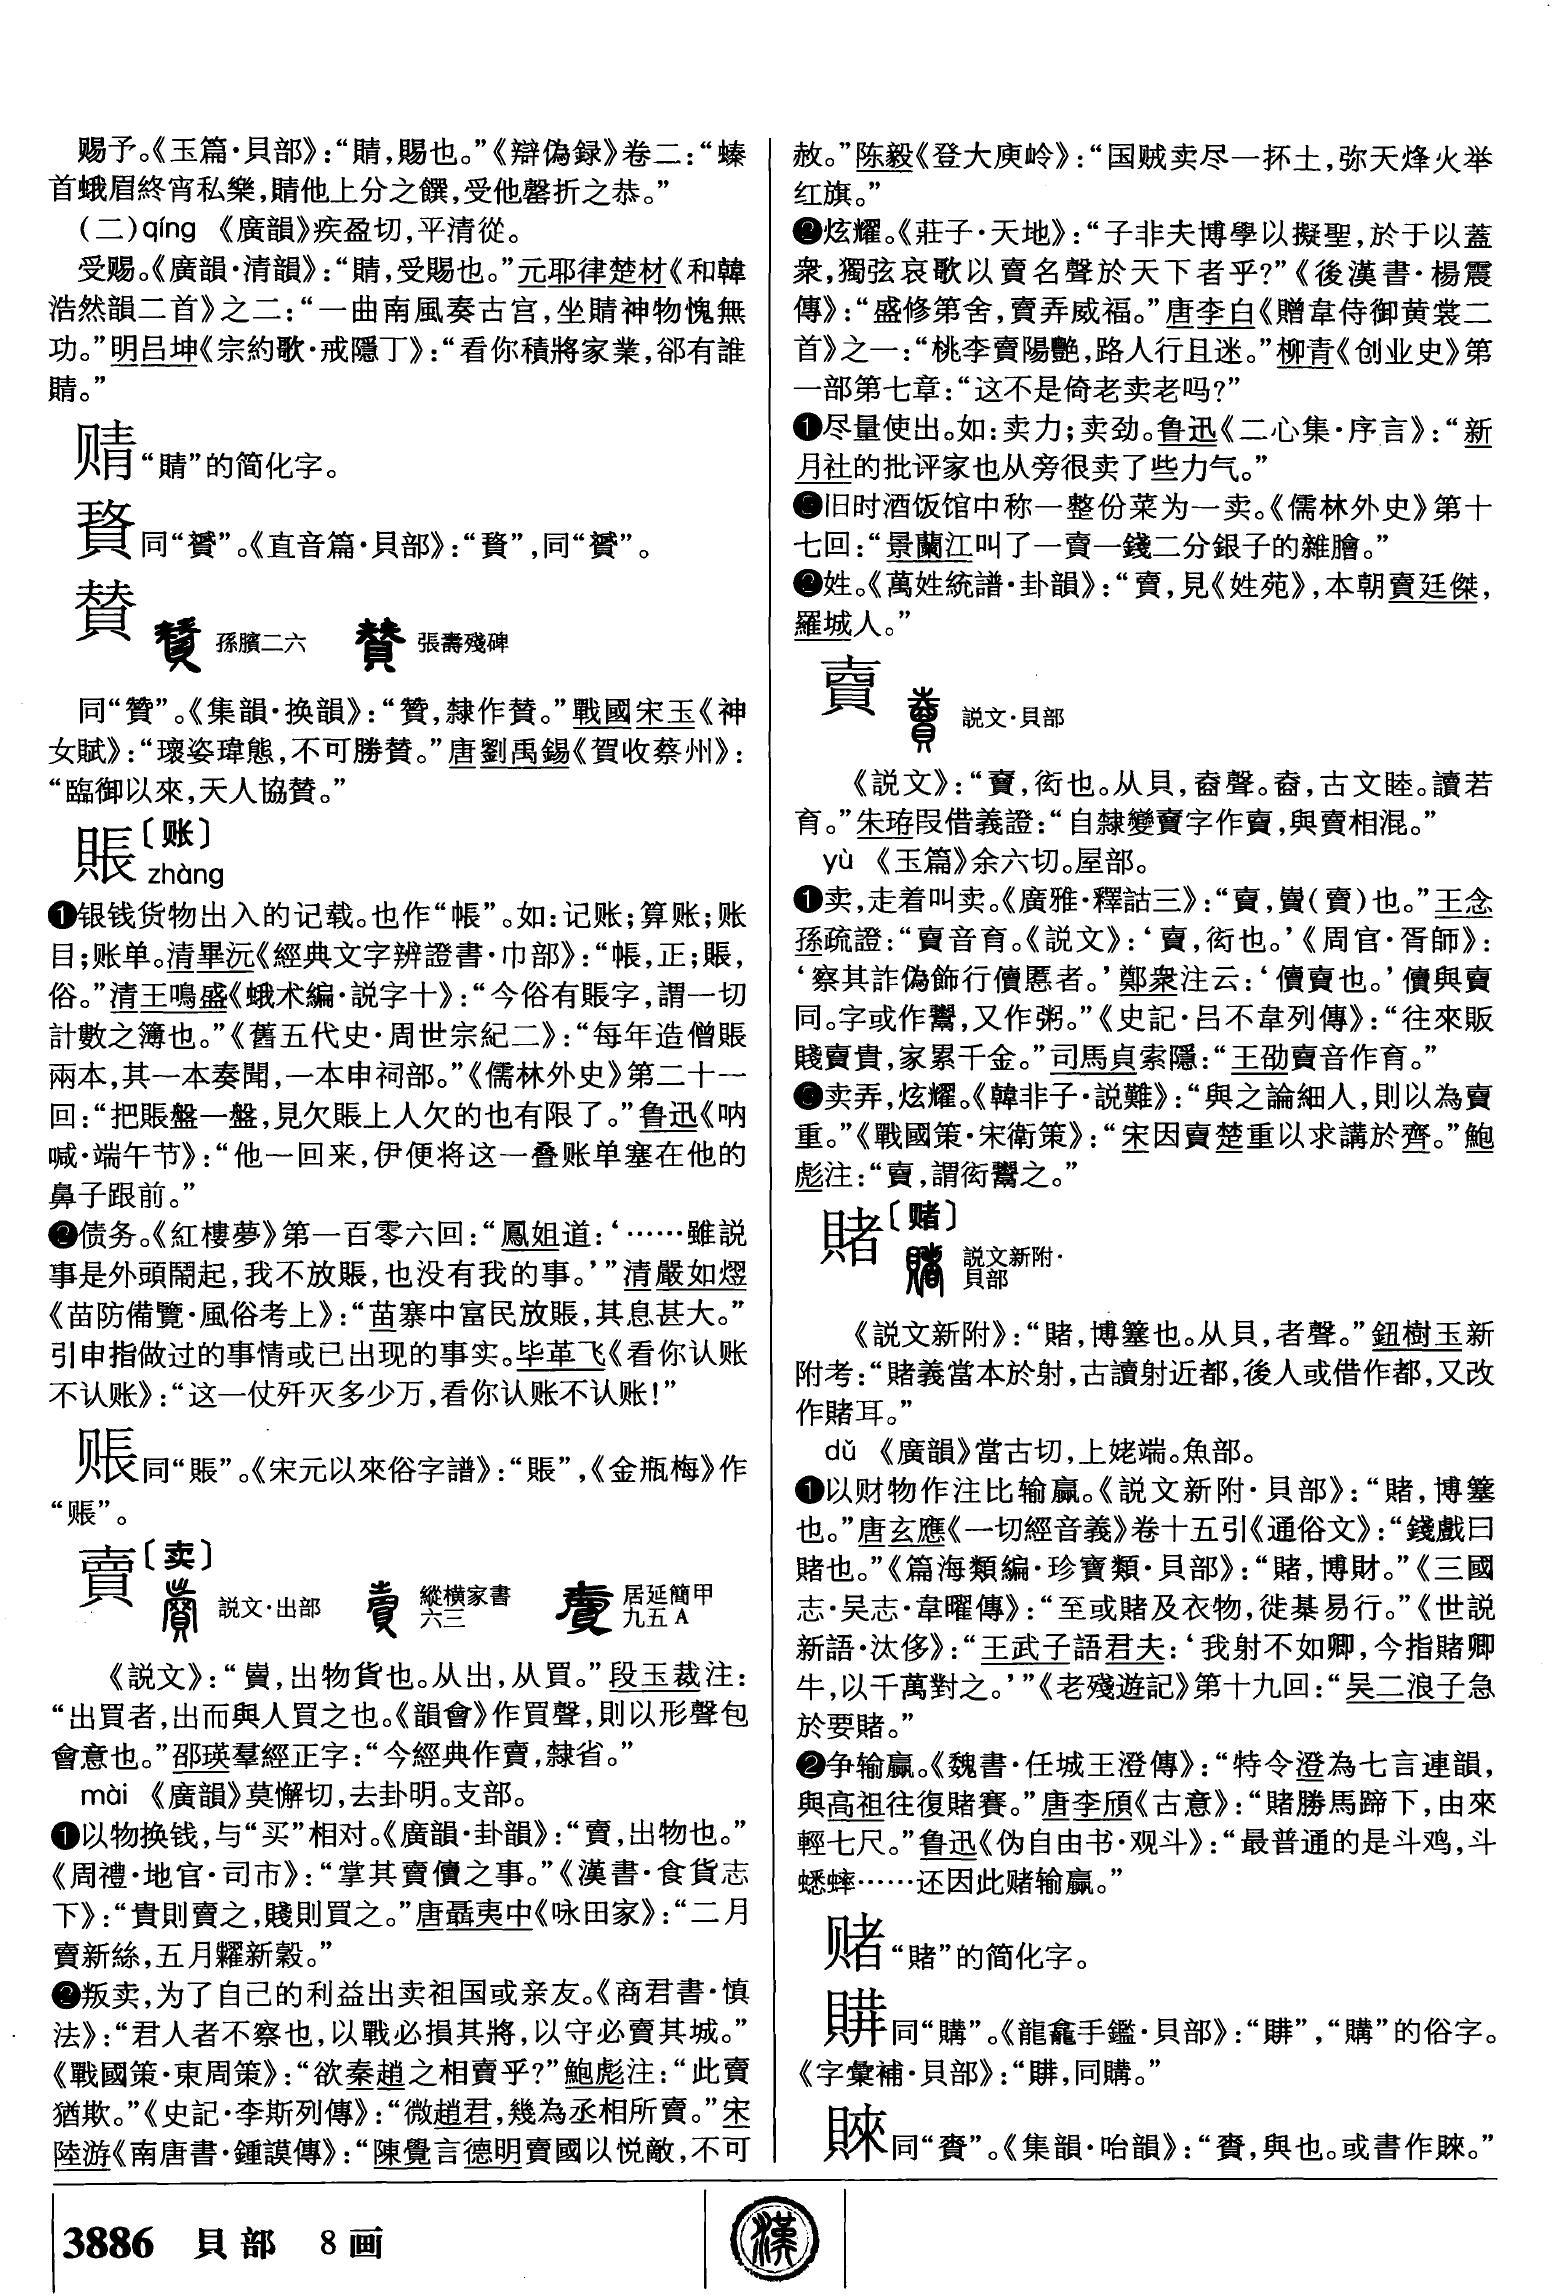 赐予。《玉篇·貝部》：“䝼，賜也。”《辯偽録》卷二：“螓
首蛾眉終宵私樂，䝼他上分之饌，受他罄折之恭。”
（二）qíng 《廣韻》疾盈切，平清從。
受赐。《廣韻·清韻》：“䝼，受賜也。”元耶律楚材《和韓
浩然韻二首》之二：“一曲南風奏古宫，坐䝼神物愧無
功。”明吕坤《宗約歌·戒隱丁》：“看你積將家業，郤有誰
䝼。”
䞍“䝼”的简化字。
同“䝨”。《直音篇·貝部》：“”，同“䝨”。
賛 孫臏二六 張壽殘碑
同“贊”。《集韻·换韻》：“贊，隸作賛。”戰國宋玉《神
女賦》：“瓌姿瑋態，不可勝賛。”唐劉禹錫《賀收蔡州》：
“臨御以來，天人協賛。”
賬〔账〕
zhàng
❶银钱货物出入的记载。也作“帳”。如：记账；算账；账
目；账单。清畢沅《經典文字辨證書·巾部》：“帳，正；賬，
俗。”清王鳴盛《蛾术編·説字十》：“今俗有賬字，謂一切
計數之簿也。”《舊五代史·周世宗紀二》：“每年造僧賬
兩本，其一本奏聞，一本申祠部。”《儒林外史》第二十一
回：“把賬盤一盤，見欠賬上人欠的也有限了。”鲁迅《呐
喊·端午节》：“他一回来，伊便将这一叠账单塞在他的
鼻子跟前。”
❷债务。《紅樓夢》第一百零六回：“鳳姐道：‘……雖説
事是外頭鬧起，我不放賬，也没有我的事。’”清嚴如熤
《苗防備覽·風俗考上》：“苗寨中富民放賬，其息甚大。”
引申指做过的事情或已出现的事实。毕革飞《看你认账
不认账》：“这一仗歼灭多少万，看你认账不认账！”
同“賬”。《宋元以來俗字譜》：“賬”，《金瓶梅》作
“”。
賣〔卖〕
説文·出部 縱横家書六三 居延簡甲九五A
《説文》：“𧷓，出物貨也。从出，从買。”段玉裁注：
“出買者，出而與人買之也。《韻會》作買聲，則以形聲包
會意也。”邵瑛羣經正字：“今經典作賣，隸省。”
mài 《廣韻》莫懈切，去卦明。支部。
❶以物换钱，与“买”相对。《廣韻·卦韻》：“賣，出物也。”
《周禮·地官·司市》：“掌其賣儥之事。”《漢書·食貨志
下》：“貴則賣之，賤則買之。”唐聶夷中《咏田家》：“二月
賣新絲，五月糶新穀。”
❷叛卖，为了自己的利益出卖祖国或亲友。《商君書·慎
法》：“君人者不察也，以戰必損其將，以守必賣其城。”
《戰國策·東周策》：“欲秦趙之相賣乎？”鮑彪注：“此賣
猶欺。”《史記·李斯列傳》：“微趙君，幾為丞相所賣。”宋
陸游《南唐書·鍾謨傳》：“陳覺言德明賣國以悦敵，不可
赦。”陈毅《登大庾岭》：“国贼卖尽一抔土，弥天烽火举
红旗。”
❷炫耀。《莊子·天地》：“子非夫博學以擬聖，於于以蓋
衆，獨弦哀歌以賣名聲於天下者乎？”《後漢書·楊震
傳》：“盛修第舍，賣弄威福。”唐李白《贈韋侍御黄裳二
首》之一：“桃李賣陽艷，路人行且迷。”柳青《创业史》第
一部第七章：“这不是倚老卖老吗？”
❶尽量使出。如：卖力；卖劲。鲁迅《二心集·序言》：“新
月社的批评家也从旁很卖了些力气。”
❺旧时酒饭馆中称一整份菜为一卖。《儒林外史》第十
七回：“景蘭江叫了一賣一錢二分銀子的雜膾。”
❷姓。《萬姓統譜·卦韻》：“賣，見《姓苑》，本朝賣廷傑，
羅城人。”
𧶠 説文·貝部
《説文》：“𧷗，衒也。从貝，𡍬聲。𡍬，古文睦。讀若
育。”朱珔叚借義證：“自隸變𧷗字作𧶠，與賣相混。”
yù 《玉篇》余六切。屋部。
❶卖，走着叫卖。《廣雅·釋詁三》：“𧶠，𧷓（賣）也。”王念
孫疏證：“𧶠音育。《説文》：‘𧶠，衒也。’《周官·胥師》：
‘察其詐偽飾行儥慝者。’鄭衆注云：‘儥賣也。’儥與𧶠
同。字或作鬻，又作粥。”《史記·吕不韋列傳》：“往來販
賤𧶠貴，家累千金。”司馬貞索隱：“王劭𧶠音作育。”
❺卖弄，炫耀。《韓非子·説難》：“與之論細人，則以為𧶠
重。”《戰國策·宋衛策》：“宋因𧶠楚重以求講於齊。”鮑
彪注：“𧶠，謂衒鬻之。”
賭〔赌〕
説文新附·貝部
《説文新附》：“賭，博簺也。从貝，者聲。”鈕樹玉新
附考：“賭義當本於射，古讀射近都，後人或借作都，又改
作賭耳。”
dǔ 《廣韻》當古切，上姥端。魚部。
❶以财物作注比输赢。《説文新附·貝部》：“賭，博簺
也。”唐玄應《一切經音義》卷十五引《通俗文》：“錢戲曰
賭也。”《篇海類編·珍寶類·貝部》：“賭，博財。”《三國
志·吴志·韋曜傳》：“至或賭及衣物，徙棊易行。”《世説
新語·汰侈》：“王武子語君夫：‘我射不如卿，今指賭卿
牛，以千萬對之。’”《老殘遊記》第十九回：“吴二浪子急
於要賭。”
❷争输赢。《魏書·任城王澄傳》：“特令澄為七言連韻，
與高祖往復賭賽。”唐李頎《古意》：“賭勝馬蹄下，由來
輕七尺。”鲁迅《伪自由书·观斗》：“最普通的是斗鸡，斗
蟋蟀……还因此赌输赢。”
赌“賭”的简化字。
同“購”。《龍龕手鑑·貝部》：“”，“購”的俗字。
《字彙補·貝部》：“，同購。”
䚅同“賚”。《集韻·咍韻》：“賚，與也。或書作䚅。”
3886 貝部 8画
漢